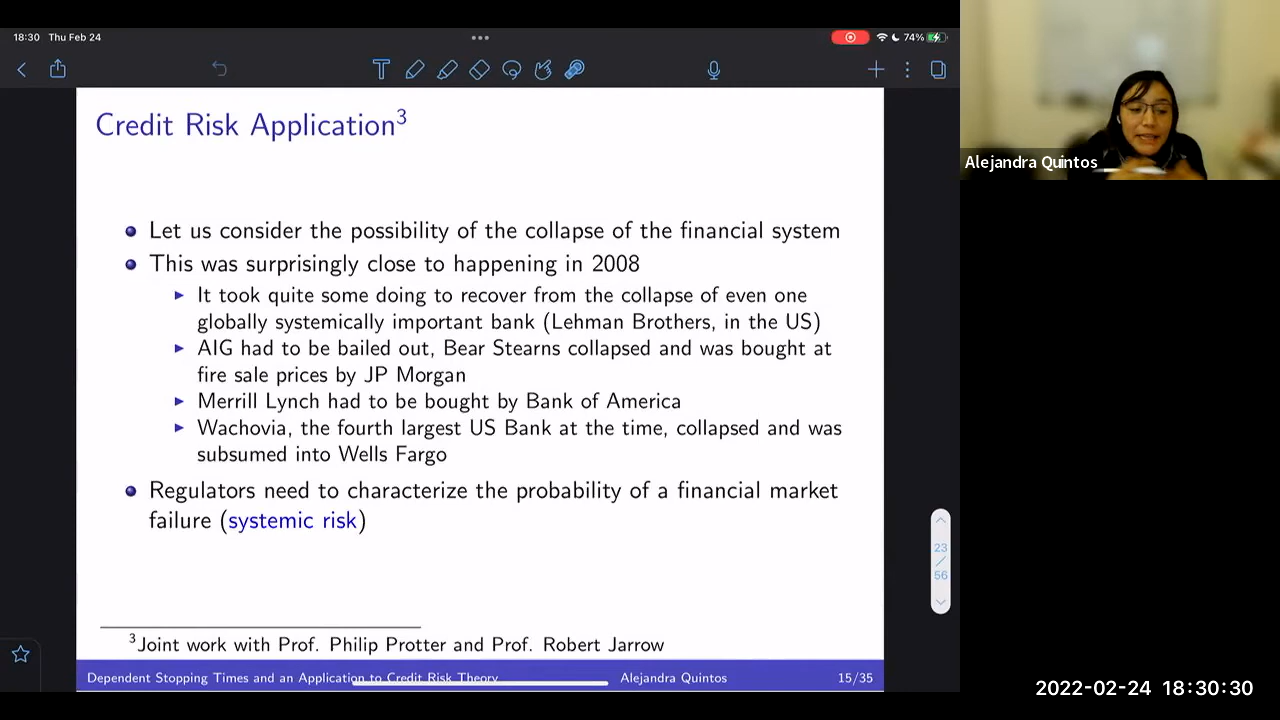 18:30 Thu Feb 24
74%
Credit Risk Application3
Let us consider the possibility of the collapse of the financial system
This was surprisingly close to happening in 2008
It took quite some doing to recover from the collapse of even one
globally systemically important bank (Lehman Brothers, in the US)
AIG had to be bailed out, Bear Stearns collapsed and was bought at
fire sale prices by JP Morgan
Merrill Lynch had to be bought by Bank of America
Wachovia, the fourth largest US Bank at the time, collapsed and was
subsumed into Wells Fargo
Regulators need to characterize the probability of a financial market
failure (systemic risk)
3Joint work with Prof. Philip Protter and Prof. Robert Jarrow
Dependent Stopping Times and an Application to Credit Risk Theory Alejandra Quintos 15/35
23
/
56
Alejandra Quintos
2022-02-24 18:30:30